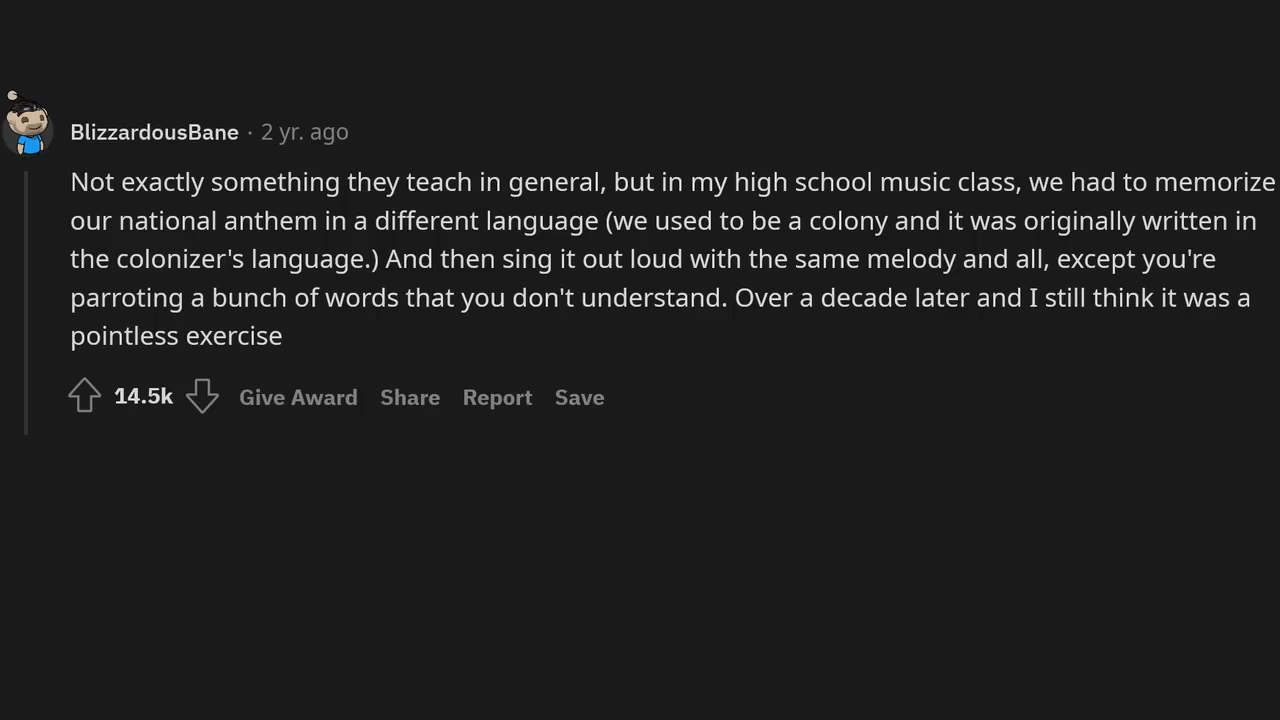 BlizzardousBane · 2 yr. ago
Not exactly something they teach in general, but in my high school music class, we had to memorize
our national anthem in a different language (we used to be a colony and it was originally written in
the colonizer's language.) And then sing it out loud with the same melody and all, except you're
parroting a bunch of words that you don't understand. Over a decade later and I still think it was a
pointless exercise
14.5k Give Award Share Report Save